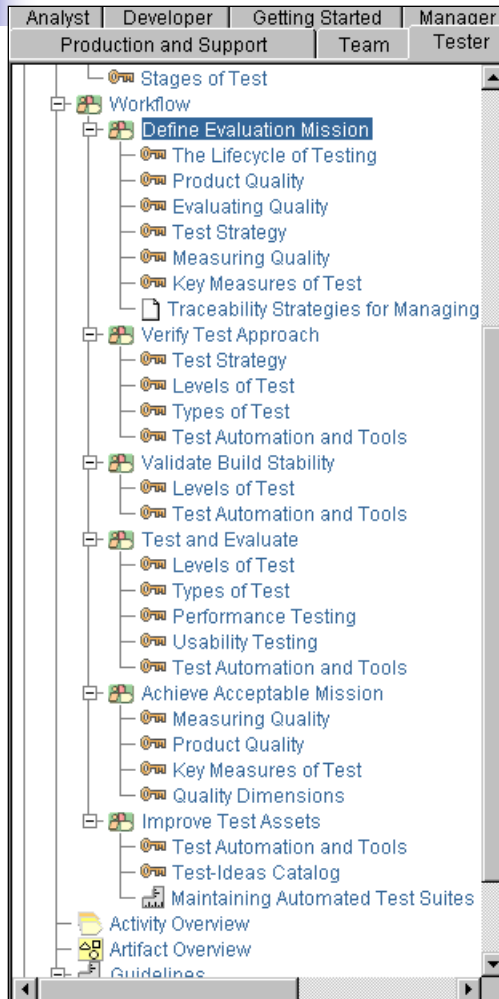 Analyst Developer Getting Started Manager
Production and Support Team Tester
Stages of Test
Workflow
Define Evaluation Mission
The Lifecycle of Testing
Product Quality
Evaluating Quality
Test Strategy
Measuring Quality
Key Measures of Test
Traceability Strategies for Managing
Verify Test Approach
Test Strategy
Levels of Test
Types of Test
Test Automation and Tools
Validate Build Stability
Levels of Test
Test Automation and Tools
Test and Evaluate
Levels of Test
Types of Test
Performance Testing
Usability Testing
Test Automation and Tools
Achieve Acceptable Mission
Measuring Quality
Product Quality
Key Measures of Test
Quality Dimensions
Improve Test Assets
Test Automation and Tools
Test-Ideas Catalog
Maintaining Automated Test Suites
Activity Overview
Artifact Overview
Guidelines